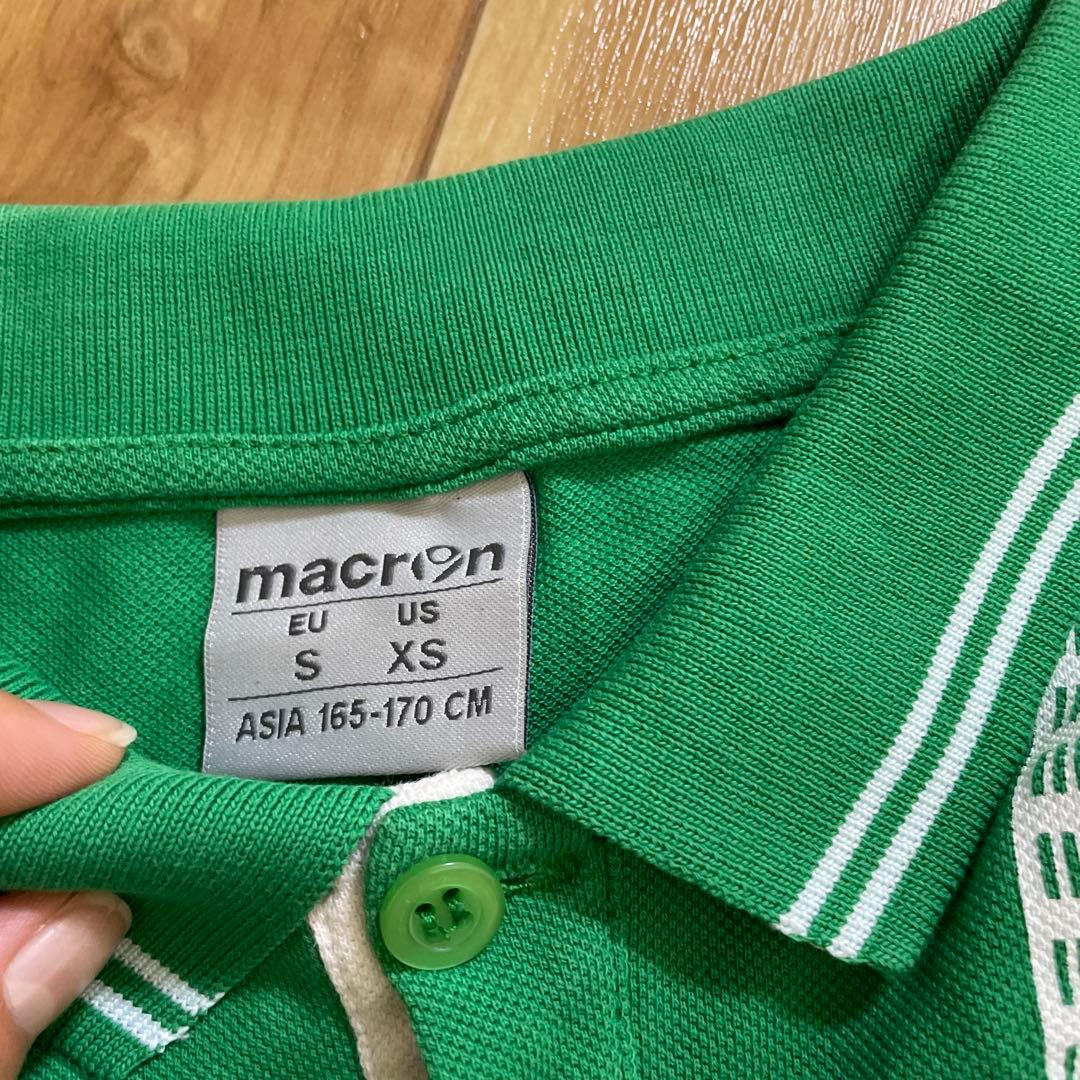 macron
EU US
S XS
ASIA 165-170 CM